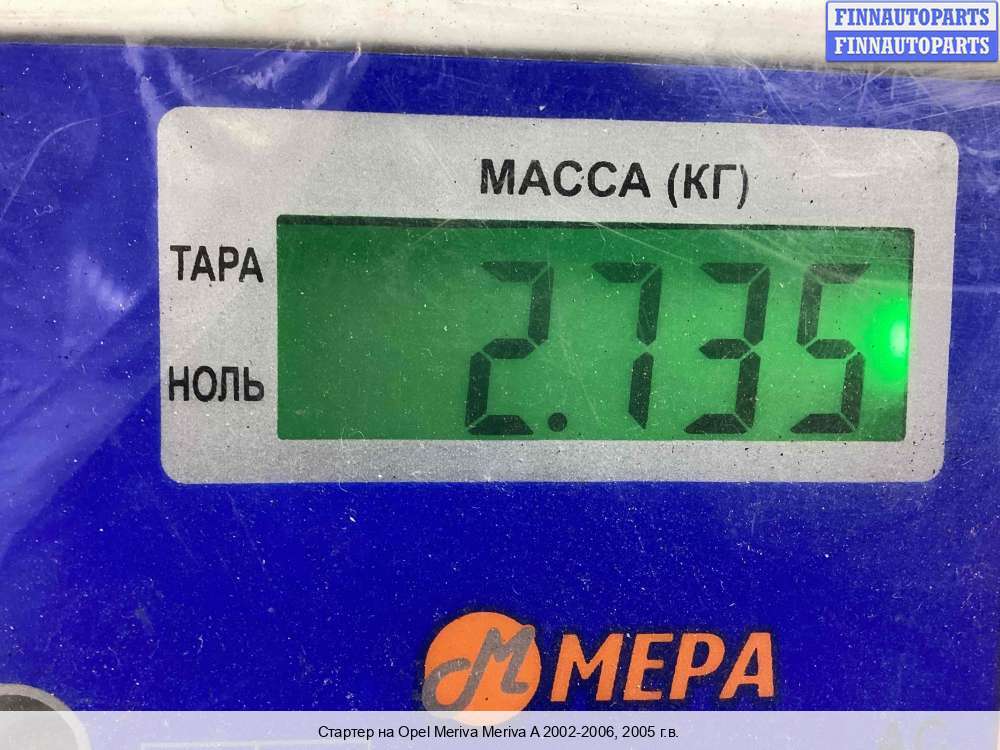 FINNAUTOPARTS
FINNAUTOPARTS
МАССА (КГ)
ТАРА
2.735
НОЛЬ
М МЕРА
Стартер на Opel Meriva Meriva A 2002-2006, 2005 г.в.